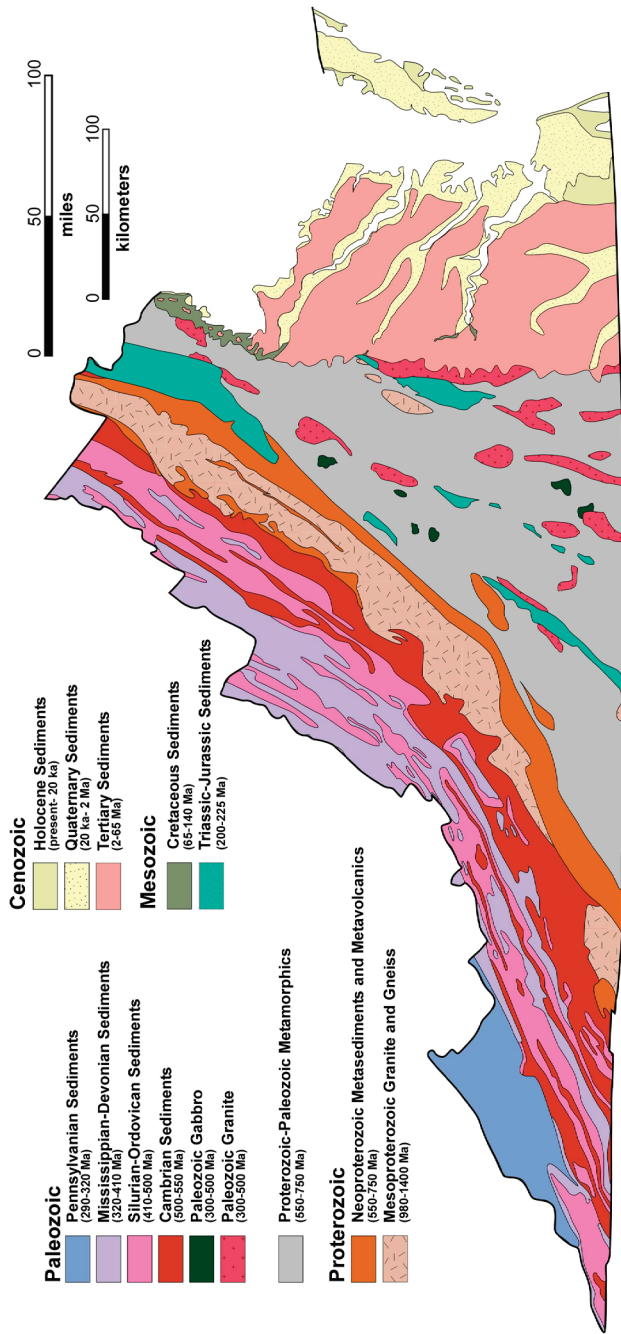 Paleozoic
Pennsylvanian Sediments
(290-320 Ma)
Mississippian-Devonian Sediments
(320-410 Ma)
Silurian-Ordovican Sediments
(410-500 Ma)
Cambrian Sediments
(500-550 Ma)
Paleozoic Gabbro
(300-500 Ma)
Paleozoic Granite
(300-500 Ma)
Proterozoic-Paleozoic Metamorphics
(550-750 Ma)
Proterozoic
Neoproterozoic Metasediments and Metavolcanics
(550-750 Ma)
Mesoproterozoic Granite and Gneiss
(980-1400 Ma)
Cenozoic
Holocene Sediments
(present- 20 ka)
Quaternary Sediments
(20 ka- 2 Ma)
Tertiary Sediments
(2-65 Ma)
Mesozoic
Cretaceous Sediments
(65-140 Ma)
Triassic-Jurassic Sediments
(200-225 Ma)
0 50 100
miles
0 50 100
kilometers